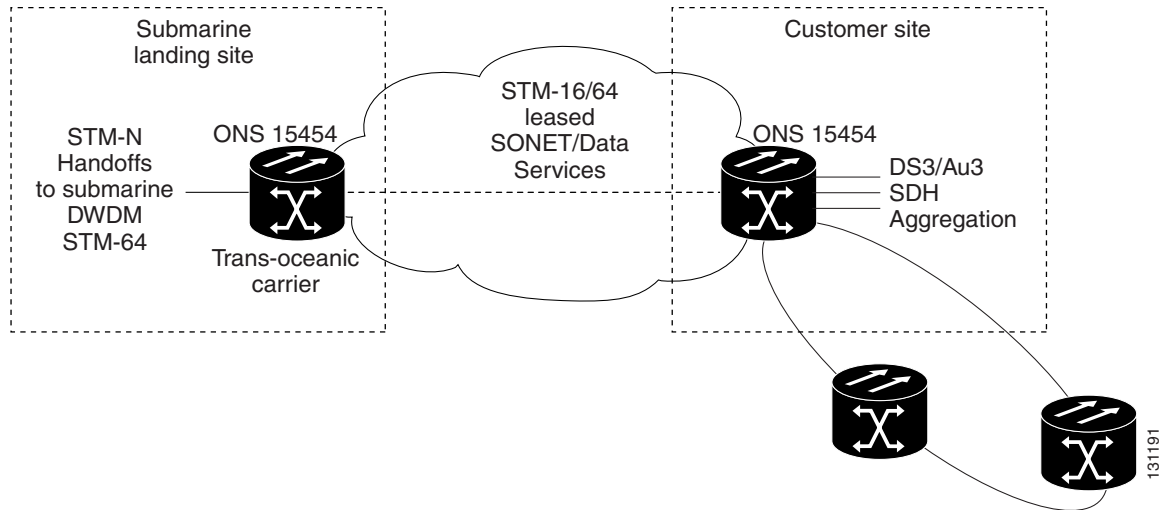 Submarine
landing site
STM-N
Handoffs
to submarine
DWDM
STM-64
ONS 15454
Trans-oceanic
carrier
STM-16/64
leased
SONET/Data
Services
Customer site
ONS 15454
DS3/Au3
SDH
Aggregation
131191